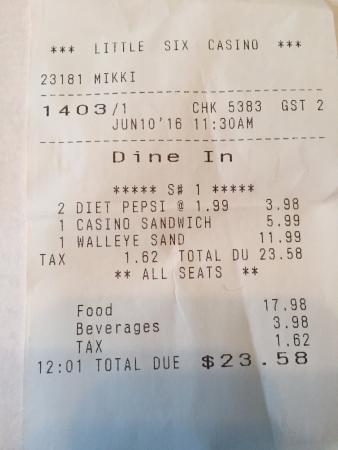 *** LITTLE SIX CASINO ***
23181 MIKKI
1403/1 CHK 5383 GST 2
JUN10'16 11:30AM
Dine In
***** S# 1 *****
2 DIET PEPSI @ 1.99 3.98
1 CASINO SANDWICH 5.99
1 WALLEYE SAND 11.99
TAX 1.62 TOTAL DU 23.58
** ALL SEATS **
Food 17.98
Beverages 3.98
TAX 1.62
12:01 TOTAL DUE $23.58